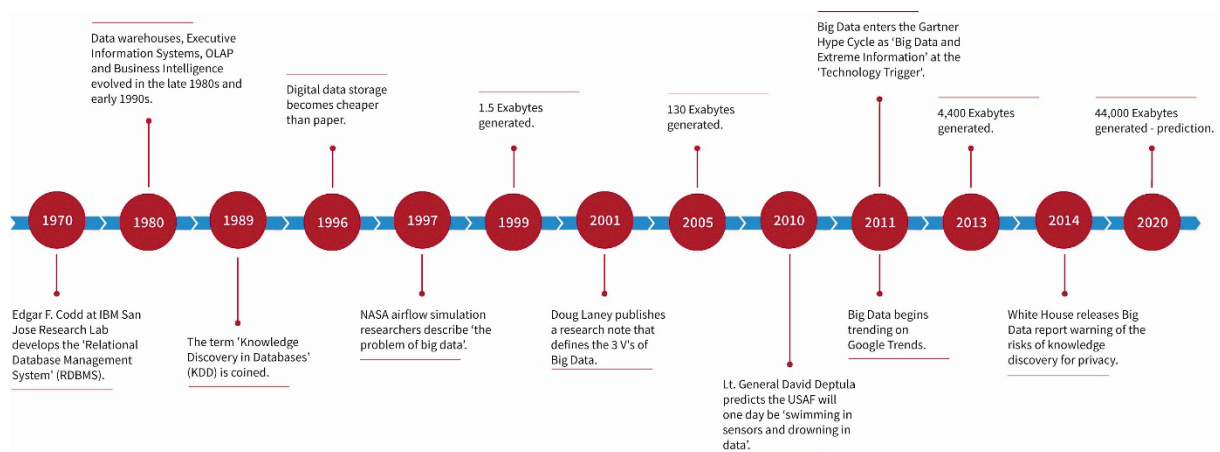 Data warehouses, Executive
Information Systems, OLAP
and Business Intelligence
evolved in the late 1980s and
early 1990s.
Digital data storage
becomes cheaper
than paper.
1.5 Exabytes
generated.
130 Exabytes
generated.
Big Data enters the Gartner
Hype Cycle as ‘Big Data and
Extreme Information’ at the
'Technology Trigger'.
4,400 Exabytes
generated.
44,000 Exabytes
generated - prediction.
1970
1980
1989
1996
1997
1999
2001
2005
2010
2011
2013
2014
2020
Edgar F. Codd at IBM San
Jose Research Lab
develops the 'Relational
Database Management
System' (RDBMS).
The term 'Knowledge
Discovery in Databases’
(KDD) is coined.
NASA airflow simulation
researchers describe ‘the
problem of big data’.
Doug Laney publishes
a research note that
defines the 3 V's of
Big Data.
Lt. General David Deptula
predicts the USAF will
one day be ‘swimming in
sensors and drowning in
data’.
Big Data begins
trending on
Google Trends.
White House releases Big
Data report warning of the
risks of knowledge
discovery for privacy.